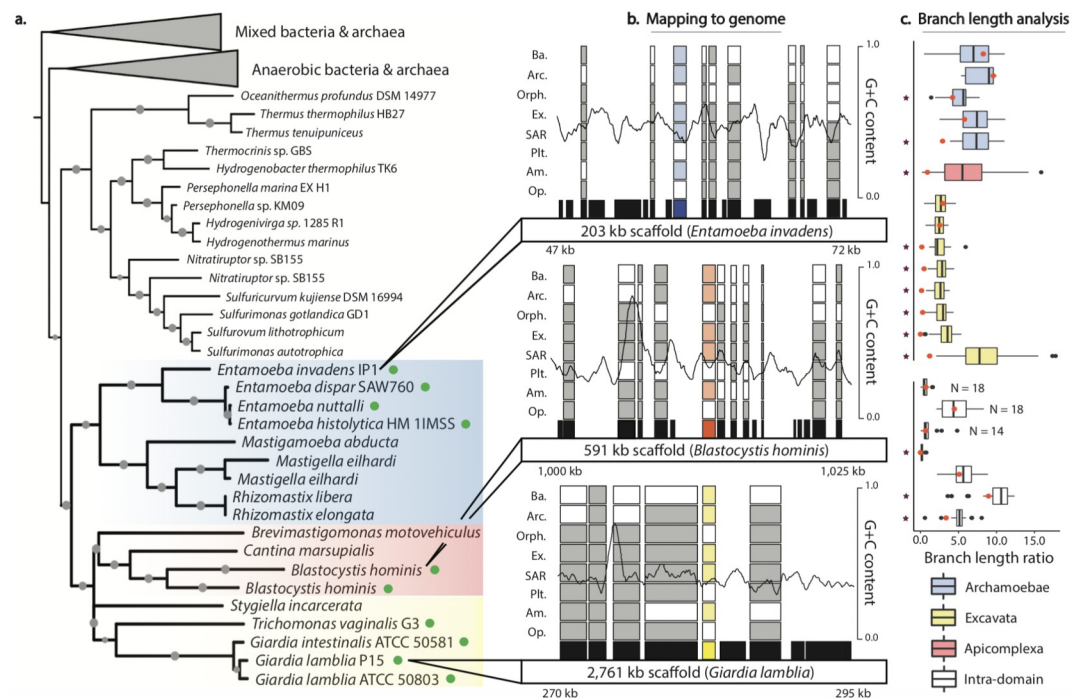 a.
Mixed bacteria & archaea
Anaerobic bacteria & archaea
Oceanithermus profundus DSM 14977
Thermus thermophilus HB27
Thermus tenuipuniceus
Thermocrinis sp. GBS
Hydrogenobacter thermophilus TK6
Persephonella marina EX H1
Persephonella sp. KM09
Hydrogenivirga sp. 1285 R1
Hydrogenothermus marinus
Nitratiruptor sp. SB155
Nitratiruptor sp. SB155
Sulfuricurvum kujiense DSM 16994
Sulfurimonas gotlandica GD1
Sulfurovum lithotrophicum
Sulfurimonas autotrophica
Entamoeba invadens IP1
Entamoeba dispar SAW760
Entamoeba nuttalli
Entamoeba histolytica HM 1IMSS
Mastigamoeba abducta
Mastigella eilhardi
Mastigella eilhardi
Rhizomastix libera
Rhizomastix elongata
Brevimastigomonas motovehiculus
Cantina marsupialis
Blastocystis hominis
Blastocystis hominis
Stygiella incarcerata
Trichomonas vaginalis G3
Giardia intestinalis ATCC 50581
Giardia lamblia P15
Giardia lamblia ATCC 50803
b. Mapping to genome
Ba.
Arc.
Orph.
Ex.
SAR
Plt.
Am.
Op.
1.0
G+C content
0.0
203 kb scaffold (Entamoeba invadens)
47 kb 72 kb
Ba.
Arc.
Orph.
Ex.
SAR
Plt.
Am.
Op.
1.0
G+C content
0.0
591 kb scaffold (Blastocystis hominis)
1,000 kb 1,025 kb
Ba.
Arc.
Orph.
Ex.
SAR
Plt.
Am.
Op.
1.0
G+C content
0.0
2,761 kb scaffold (Giardia lamblia)
270 kb 295 kb
c. Branch length analysis
N = 18
N = 18
N = 14
0.0 5.0 10.0 15.0
Branch length ratio
Archamoebae
Excavata
Apicomplexa
Intra-domain